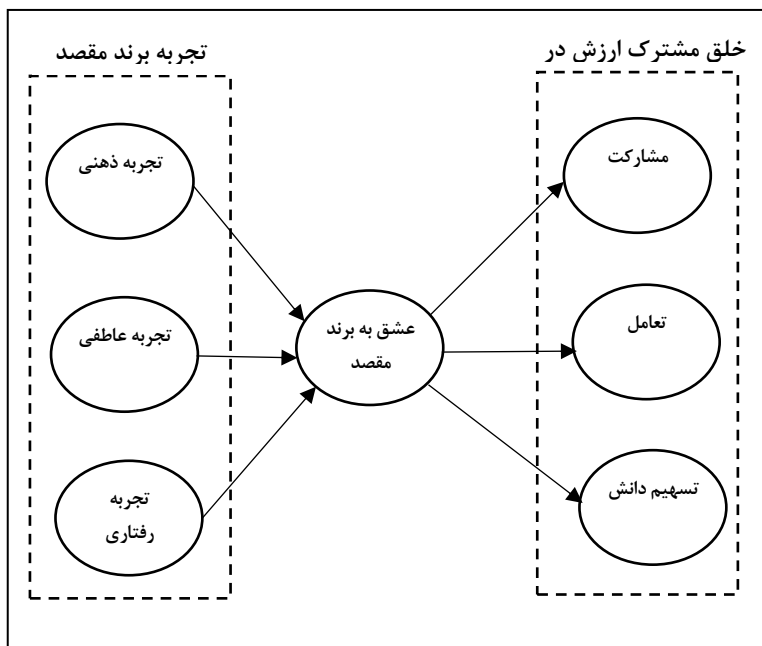 خلق مشترک ارزش در
تجربه برند مقصد
مشارکت
تجربه ذهنی
تعامل
عشق به برند
مقصد
تجربه عاطفی
تسهیم دانش
تجربه
رفتاری